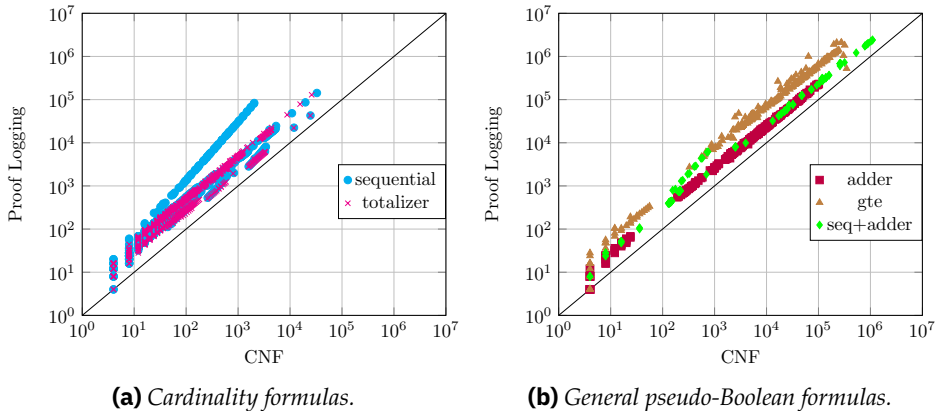 10^7
10^6
10^5
10^4
10^3
10^2
10^1
10^0
Proof Logging
sequential
totalizer
10^0 10^1 10^2 10^3 10^4 10^5 10^6 10^7
CNF
(a) Cardinality formulas.
10^7
10^6
10^5
10^4
10^3
10^2
10^1
10^0
Proof Logging
adder
gte
seq+adder
10^0 10^1 10^2 10^3 10^4 10^5 10^6 10^7
CNF
(b) General pseudo-Boolean formulas.